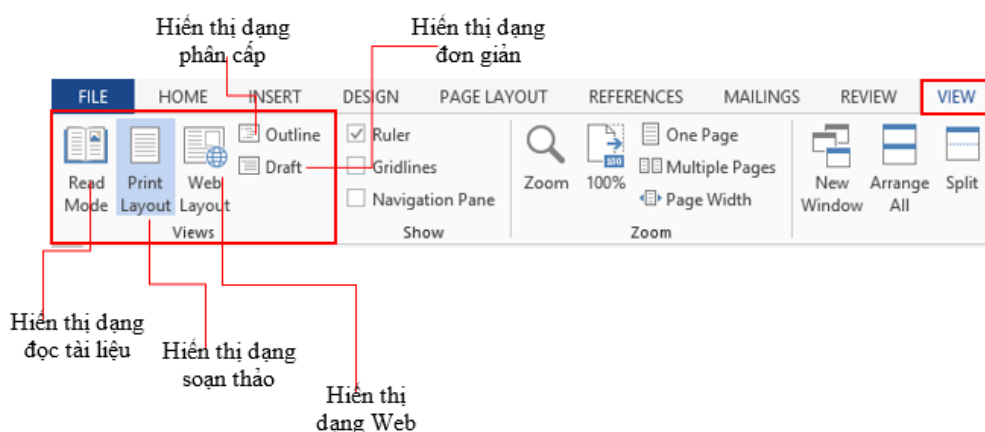 Hiển thị dạng
phân cấp
Hiển thị dạng
đơn giản
FILE HOME INSERT DESIGN PAGE LAYOUT REFERENCES MAILINGS REVIEW VIEW
Read
Mode
Print
Layout
Web
Layout
Outline
Draft
Views
Ruler
Gridlines
Navigation Pane
Show
Zoom
100
100%
One Page
Multiple Pages
Page Width
Zoom
New
Window
Arrange
All
Split
Hiển thị dạng
đọc tài liệu
Hiển thị dạng
soạn thảo
Hiển thị
dạng Web